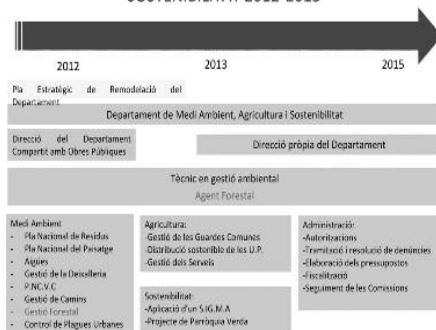 SOSTENIBILITAT 2012-2015
2012
2013
2015
Pla Estratègic de Remodelació del
Departament
Departament de Medi Ambient, Agricultura i Sostenibilitat
Direcció del Departament
Compartit amb Obres Públiques
Direcció pròpia del Departament
Tècnic en gestió ambiental
Agent Forestal
Medi Ambient
- Pla Nacional de Residus
- Pla Nacional del Paisatge
- Aigües
- Gestió de la Deixalleria
- P.N.C.V.C
- Gestió de Camins
- Gestió Forestal
- Control de Plagues Urbanes
Agricultura:
-Gestió de les Guardes Comunes
-Distribució sostenible de les U.P.
-Gestió dels Serveis
Sostenibilitat:
-Aplicació d'un S.I.G.M.A
-Projecte de Parròquia Verda
Administració:
-Autoritzacions
-Tramitació i resolució de denúncies
-Elaboració dels pressupostos
-Fiscalització
-Seguiment de les Comissions